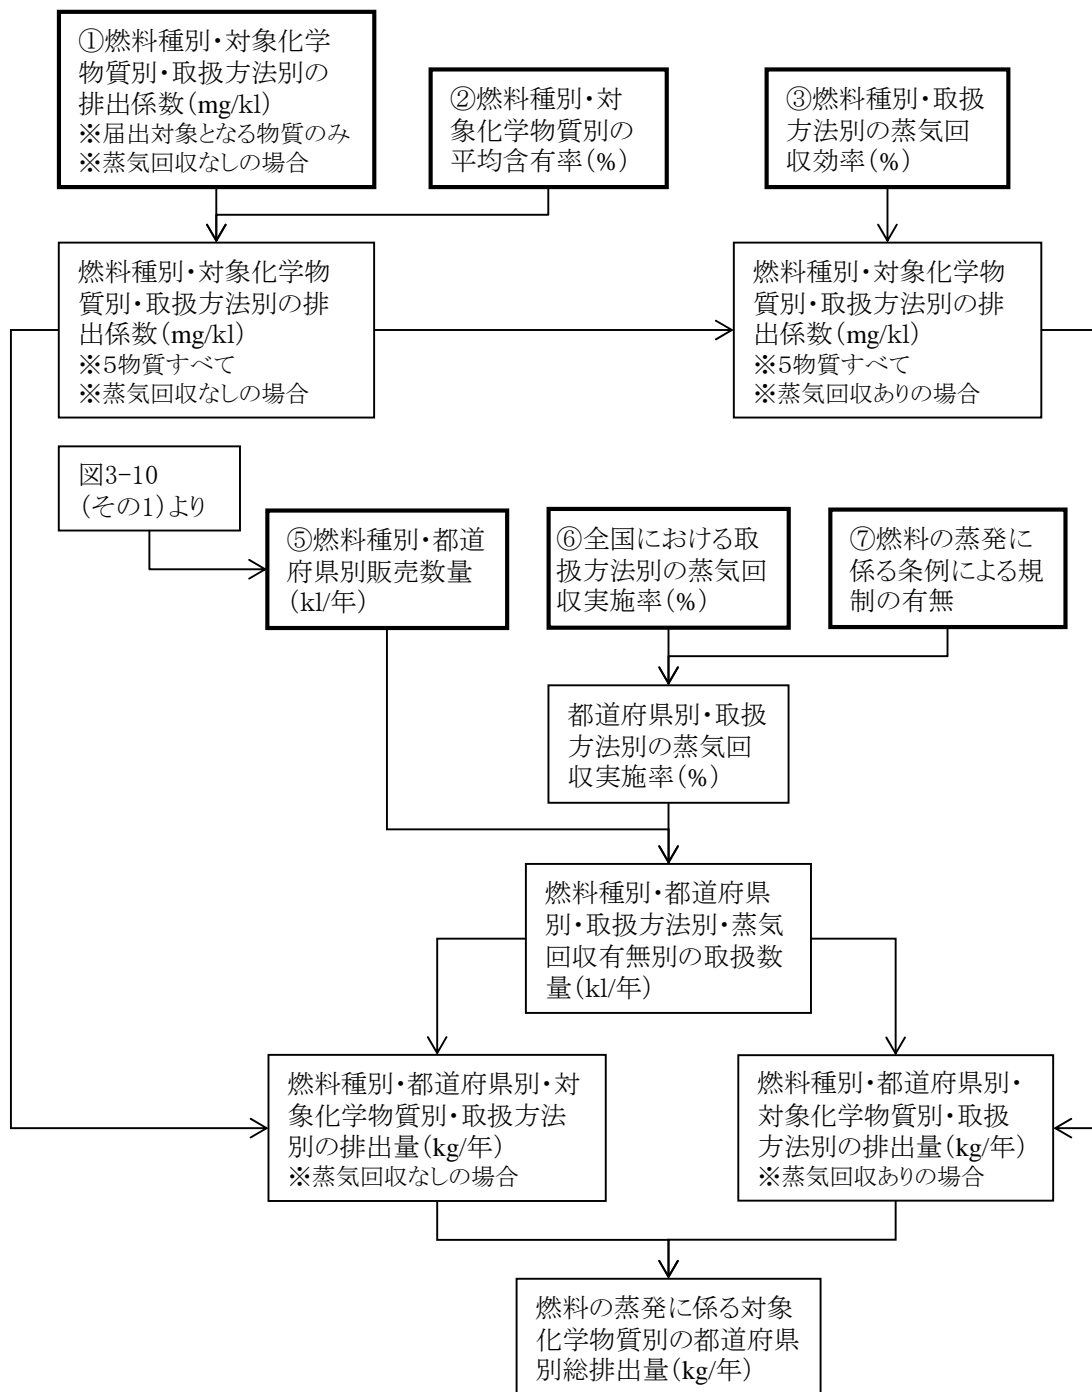 ①燃料種別・対象化学
物質別・取扱方法別の
排出係数(mg/kl)
※届出対象となる物質のみ
※蒸気回収なしの場合
②燃料種別・対
象化学物質別の
平均含有率(%)
③燃料種別・取扱
方法別の蒸気回
収効率(%)
燃料種別・対象化学物
質別・取扱方法別の排
出係数(mg/kl)
※5物質すべて
※蒸気回収なしの場合
燃料種別・対象化学物
質別・取扱方法別の排
出係数(mg/kl)
※5物質すべて
※蒸気回収ありの場合
図3-10
(その1)より
⑤燃料種別・都道
府県別販売数量
(kl/年)
⑥全国における取
扱方法別の蒸気回
収実施率(%)
⑦燃料の蒸発に
係る条例による規
制の有無
都道府県別・取扱
方法別の蒸気回
収実施率(%)
燃料種別・都道府県
別・取扱方法別・蒸気
回収有無別の取扱数
量(kl/年)
燃料種別・都道府県別・対
象化学物質別・取扱方法
別の排出量(kg/年)
※蒸気回収なしの場合
燃料種別・都道府県別・
対象化学物質別・取扱
方法別の排出量(kg/年)
※蒸気回収ありの場合
燃料の蒸発に係る対象
化学物質別の都道府県
別総排出量(kg/年)